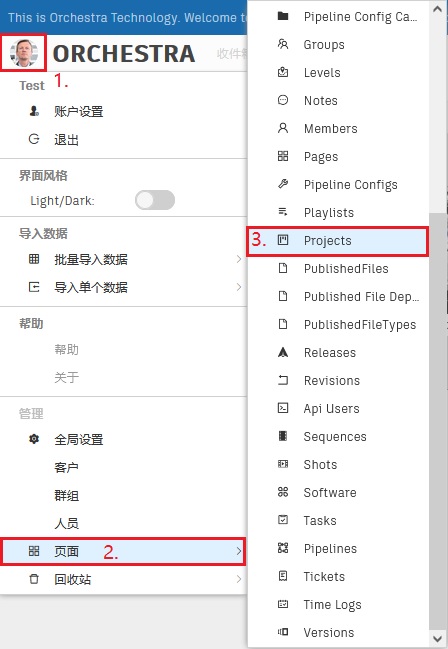 This is Orchestra Technology. Welcome to
ORCHESTRA
1.
Test
账户设置
退出
界面风格
Light/Dark:
导入数据
批量导入数据
导入单个数据
帮助
帮助
关于
管理
全局设置
客户
群组
人员
页面
2.
回收站
Pipeline Config Ca...
Groups
Levels
Notes
Members
Pages
Pipeline Configs
Playlists
3.
Projects
PublishedFiles
Published File Dep...
PublishedFileTypes
Releases
Revisions
Api Users
Sequences
Shots
Software
Tasks
Pipelines
Tickets
Time Logs
Versions